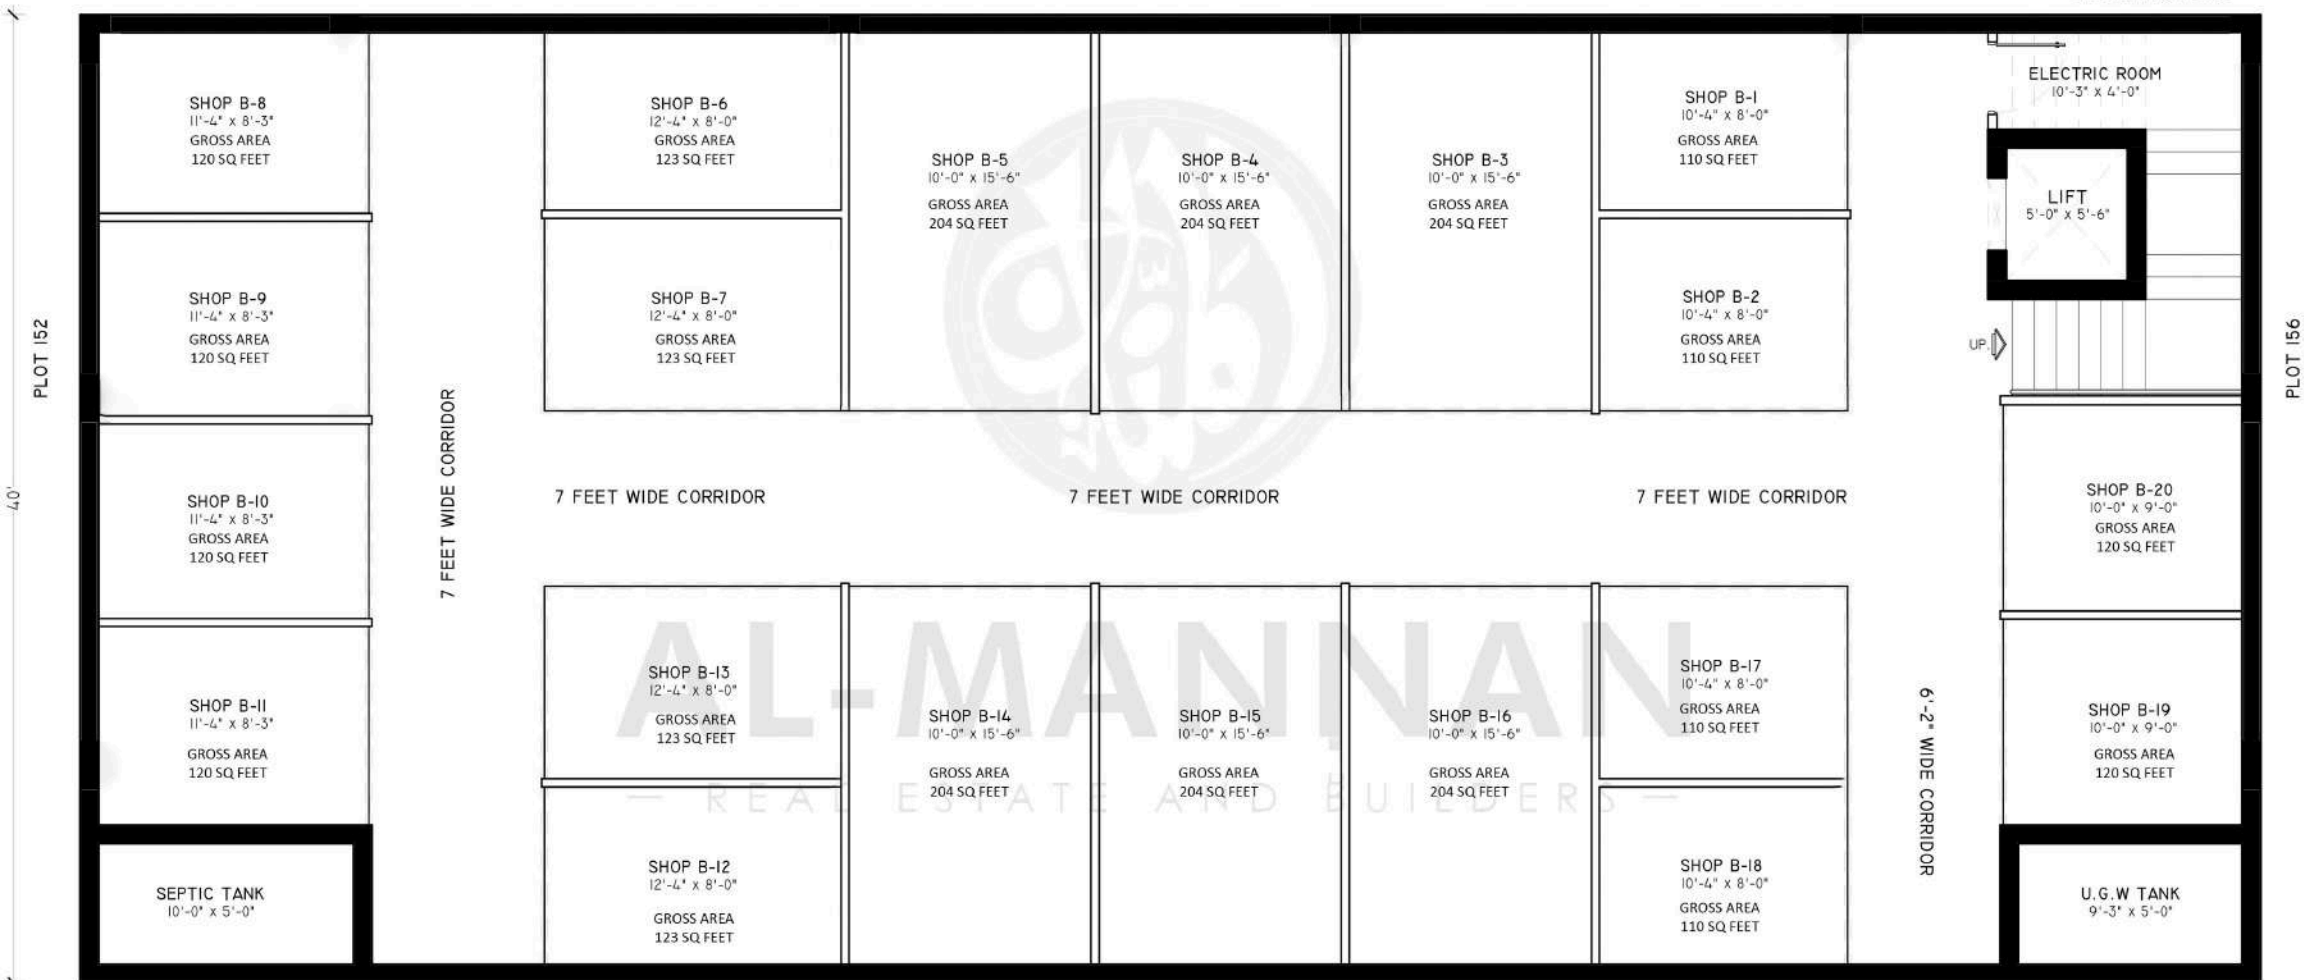 SHOP B-8
11'-4" x 8'-3"
GROSS AREA
120 SQ FEET
SHOP B-6
12'-4" x 8'-0"
GROSS AREA
123 SQ FEET
SHOP B-5
10'-0" x 15'-6"
GROSS AREA
204 SQ FEET
SHOP B-4
10'-0" x 15'-6"
GROSS AREA
204 SQ FEET
SHOP B-3
10'-0" x 15'-6"
GROSS AREA
204 SQ FEET
SHOP B-1
10'-4" x 8'-0"
GROSS AREA
110 SQ FEET
ELECTRIC ROOM
10'-3" x 4'-0"
LIFT
5'-0" x 5'-6"
SHOP B-9
11'-4" x 8'-3"
GROSS AREA
120 SQ FEET
SHOP B-7
12'-4" x 8'-0"
GROSS AREA
123 SQ FEET
SHOP B-2
10'-4" x 8'-0"
GROSS AREA
110 SQ FEET
UP.
PLOT 152
PLOT 156
40'
7 FEET WIDE CORRIDOR
7 FEET WIDE CORRIDOR
7 FEET WIDE CORRIDOR
7 FEET WIDE CORRIDOR
SHOP B-10
11'-4" x 8'-3"
GROSS AREA
120 SQ FEET
SHOP B-20
10'-0" x 9'-0"
GROSS AREA
120 SQ FEET
AL-MANNAN
REAL ESTATE AND BUILDERS
SHOP B-11
11'-4" x 8'-3"
GROSS AREA
120 SQ FEET
SHOP B-13
12'-4" x 8'-0"
GROSS AREA
123 SQ FEET
SHOP B-14
10'-0" x 15'-6"
GROSS AREA
204 SQ FEET
SHOP B-15
10'-0" x 15'-6"
GROSS AREA
204 SQ FEET
SHOP B-16
10'-0" x 15'-6"
GROSS AREA
204 SQ FEET
SHOP B-17
10'-4" x 8'-0"
GROSS AREA
110 SQ FEET
6'-2" WIDE CORRIDOR
SHOP B-19
10'-0" x 9'-0"
GROSS AREA
120 SQ FEET
SEPTIC TANK
10'-0" x 5'-0"
SHOP B-12
12'-4" x 8'-0"
GROSS AREA
123 SQ FEET
SHOP B-18
10'-4" x 8'-0"
GROSS AREA
110 SQ FEET
U.G.W TANK
9'-3" x 5'-0"